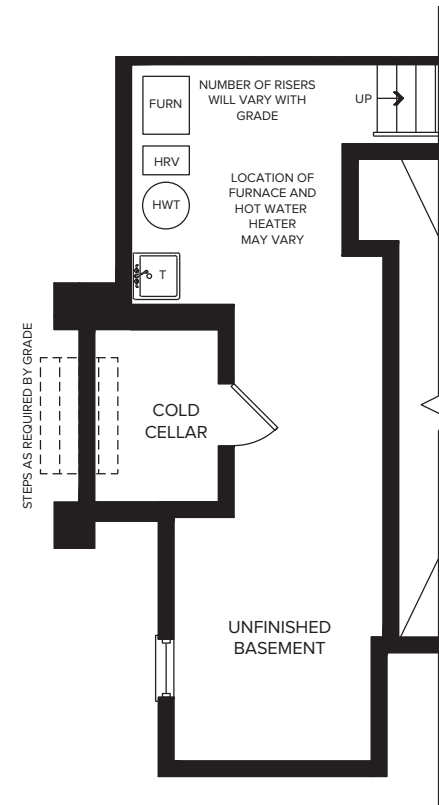 FURN
NUMBER OF RISERS
WILL VARY WITH
GRADE
UP
HRV
HWT
LOCATION OF
FURNACE AND
HOT WATER
HEATER
MAY VARY
T
STEPS AS REQUIRED BY GRADE
COLD
CELLAR
UNFINISHED
BASEMENT